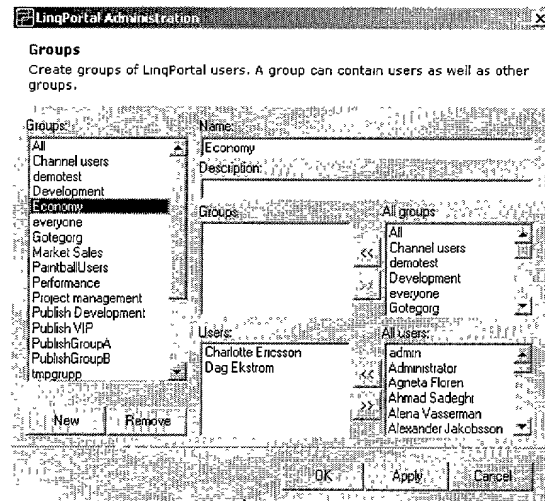 LinqPortal Administration
Groups
Create groups of LinqPortal users. A group can contain users as well as other
groups.
Groups:
All
Channel users
demotest
Development
Economy
everyone
Gotegorg
Market Sales
PaintballUsers
Performance
Project management
Publish Development
Publish VIP
PublishGroupA
PublishGroupB
tmpgrupp
New
Remove
Name:
Economy
Description:
Groups:
All groups:
All
Channel users
demotest
Development
everyone
Gotegorg
<<
>>
Users:
Charlotte Ericsson
Dag Ekstrom
All users:
admin
Administrator
Agneta Floren
Ahmad Sadeghi
Alena Vasserman
Alexander Jakobsson
<<
>>
OK
Apply
Cancel